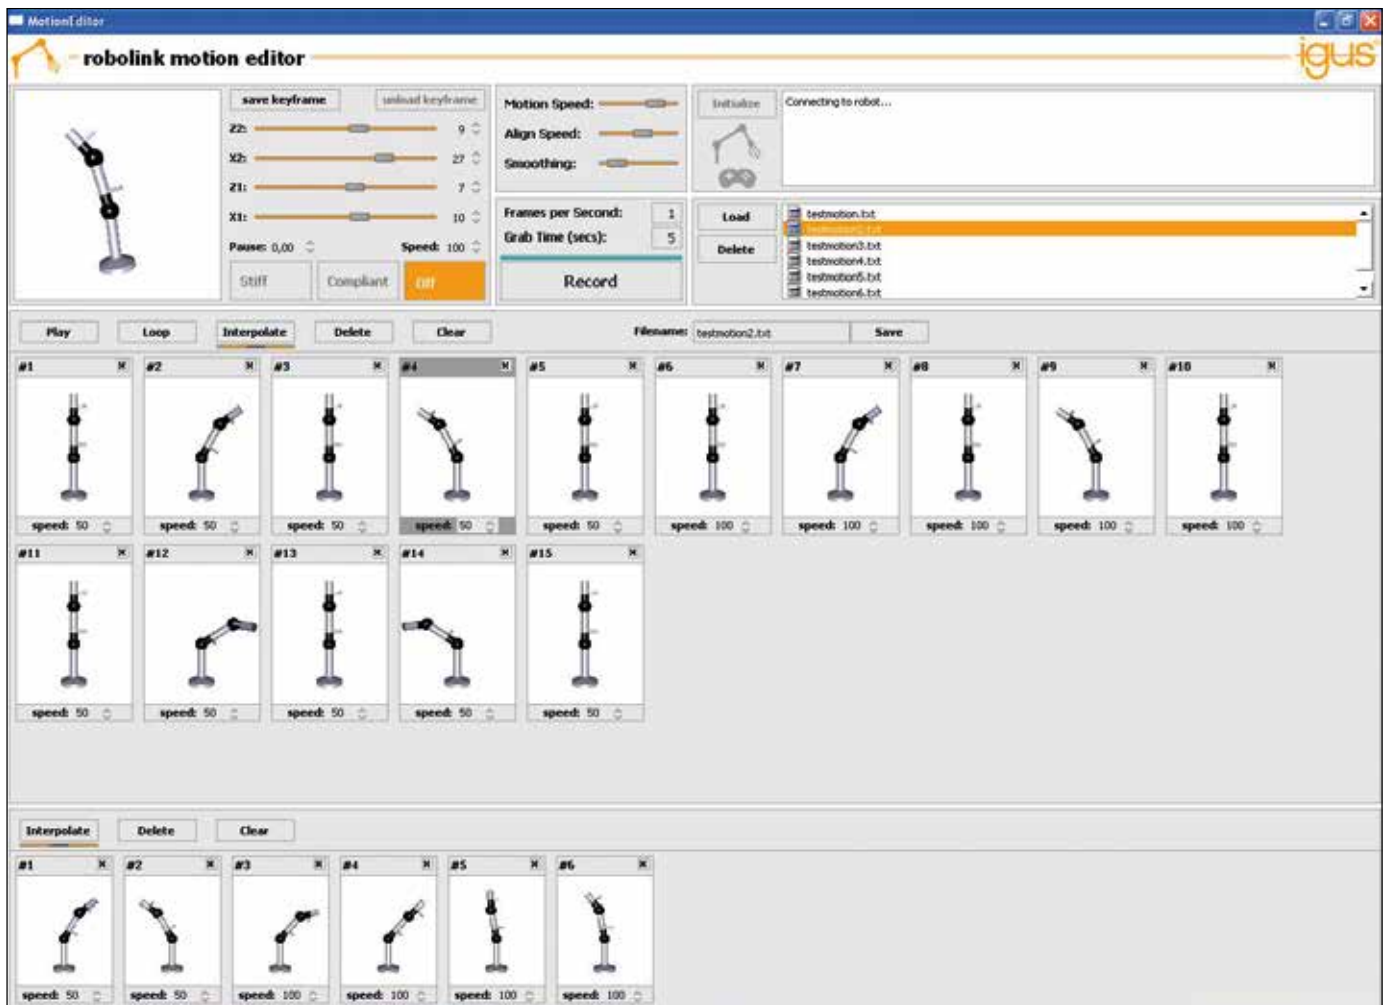 MotionEditor
robolink motion editor
igus
save keyframe
unload keyframe
Z2: 9
X2: 27
Z1: 7
X1: 10
Pause: 0,00 Speed: 100
Stiff Compliant Off
Motion Speed:
Align Speed:
Smoothing:
Frames per Second: 1
Grab Time (secs): 5
Record
Initialize
Connecting to robot...
Load
Delete
testmotion.txt
testmotion2.txt
testmotion3.txt
testmotion4.txt
testmotion5.txt
testmotion6.txt
Play Loop Interpolate Delete Clear Filename: testmotion2.txt Save
#1 #2 #3 #4 #5 #6 #7 #8 #9 #10
speed: 50 speed: 50 speed: 50 speed: 50 speed: 50 speed: 100 speed: 100 speed: 100 speed: 100 speed: 100
#11 #12 #13 #14 #15
speed: 50 speed: 50 speed: 50 speed: 50 speed: 50
Interpolate Delete Clear
#1 #2 #3 #4 #5 #6
speed: 50 speed: 50 speed: 100 speed: 100 speed: 100 speed: 100